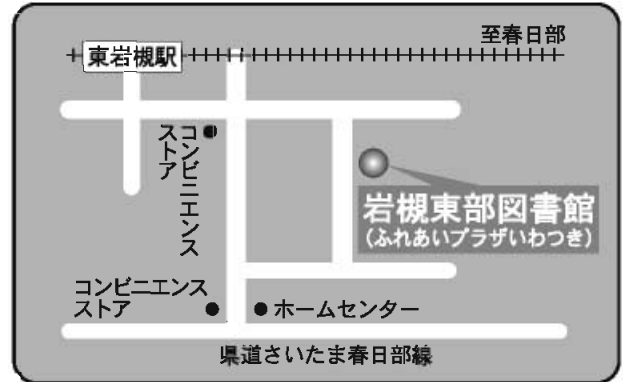 至春日部
東岩槻駅
コンビニエンス
ストア
岩槻東部図書館
(ふれあいプラザいわつき)
コンビニエンス
ストア
ホームセンター
県道さいたま春日部線